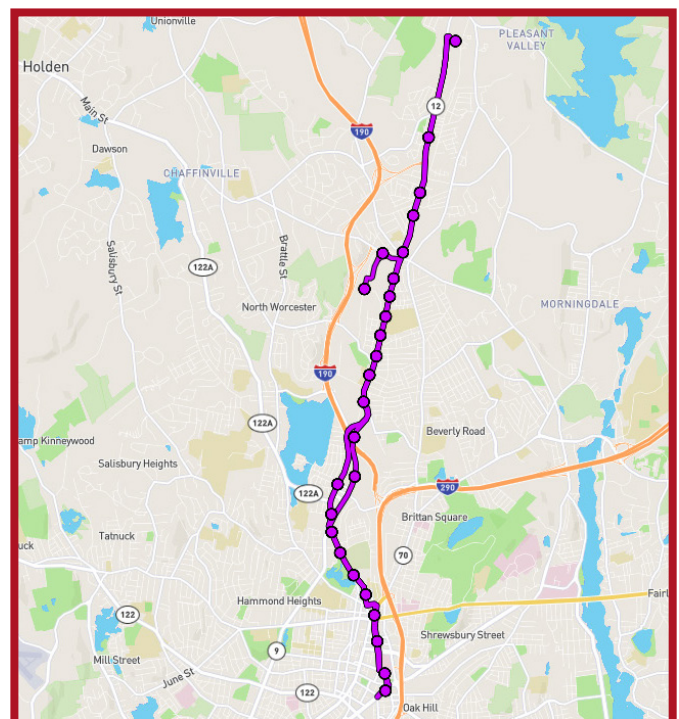 Unionville
PLEASANT
VALLEY
Holden
12
Main St
190
Dawson
CHAFFINVILLE
Salisbury St
Brattle St
122A
North Worcester
MORNINGDALE
190
122A
Beverly Road
amp Kinneywood
Salisbury Heights
290
122A
Brittan Square
Tatnuck
uck
70
Fairl
Hammond Heights
122
Shrewsbury Street
9
Mill Street
June St
122
Oak Hill